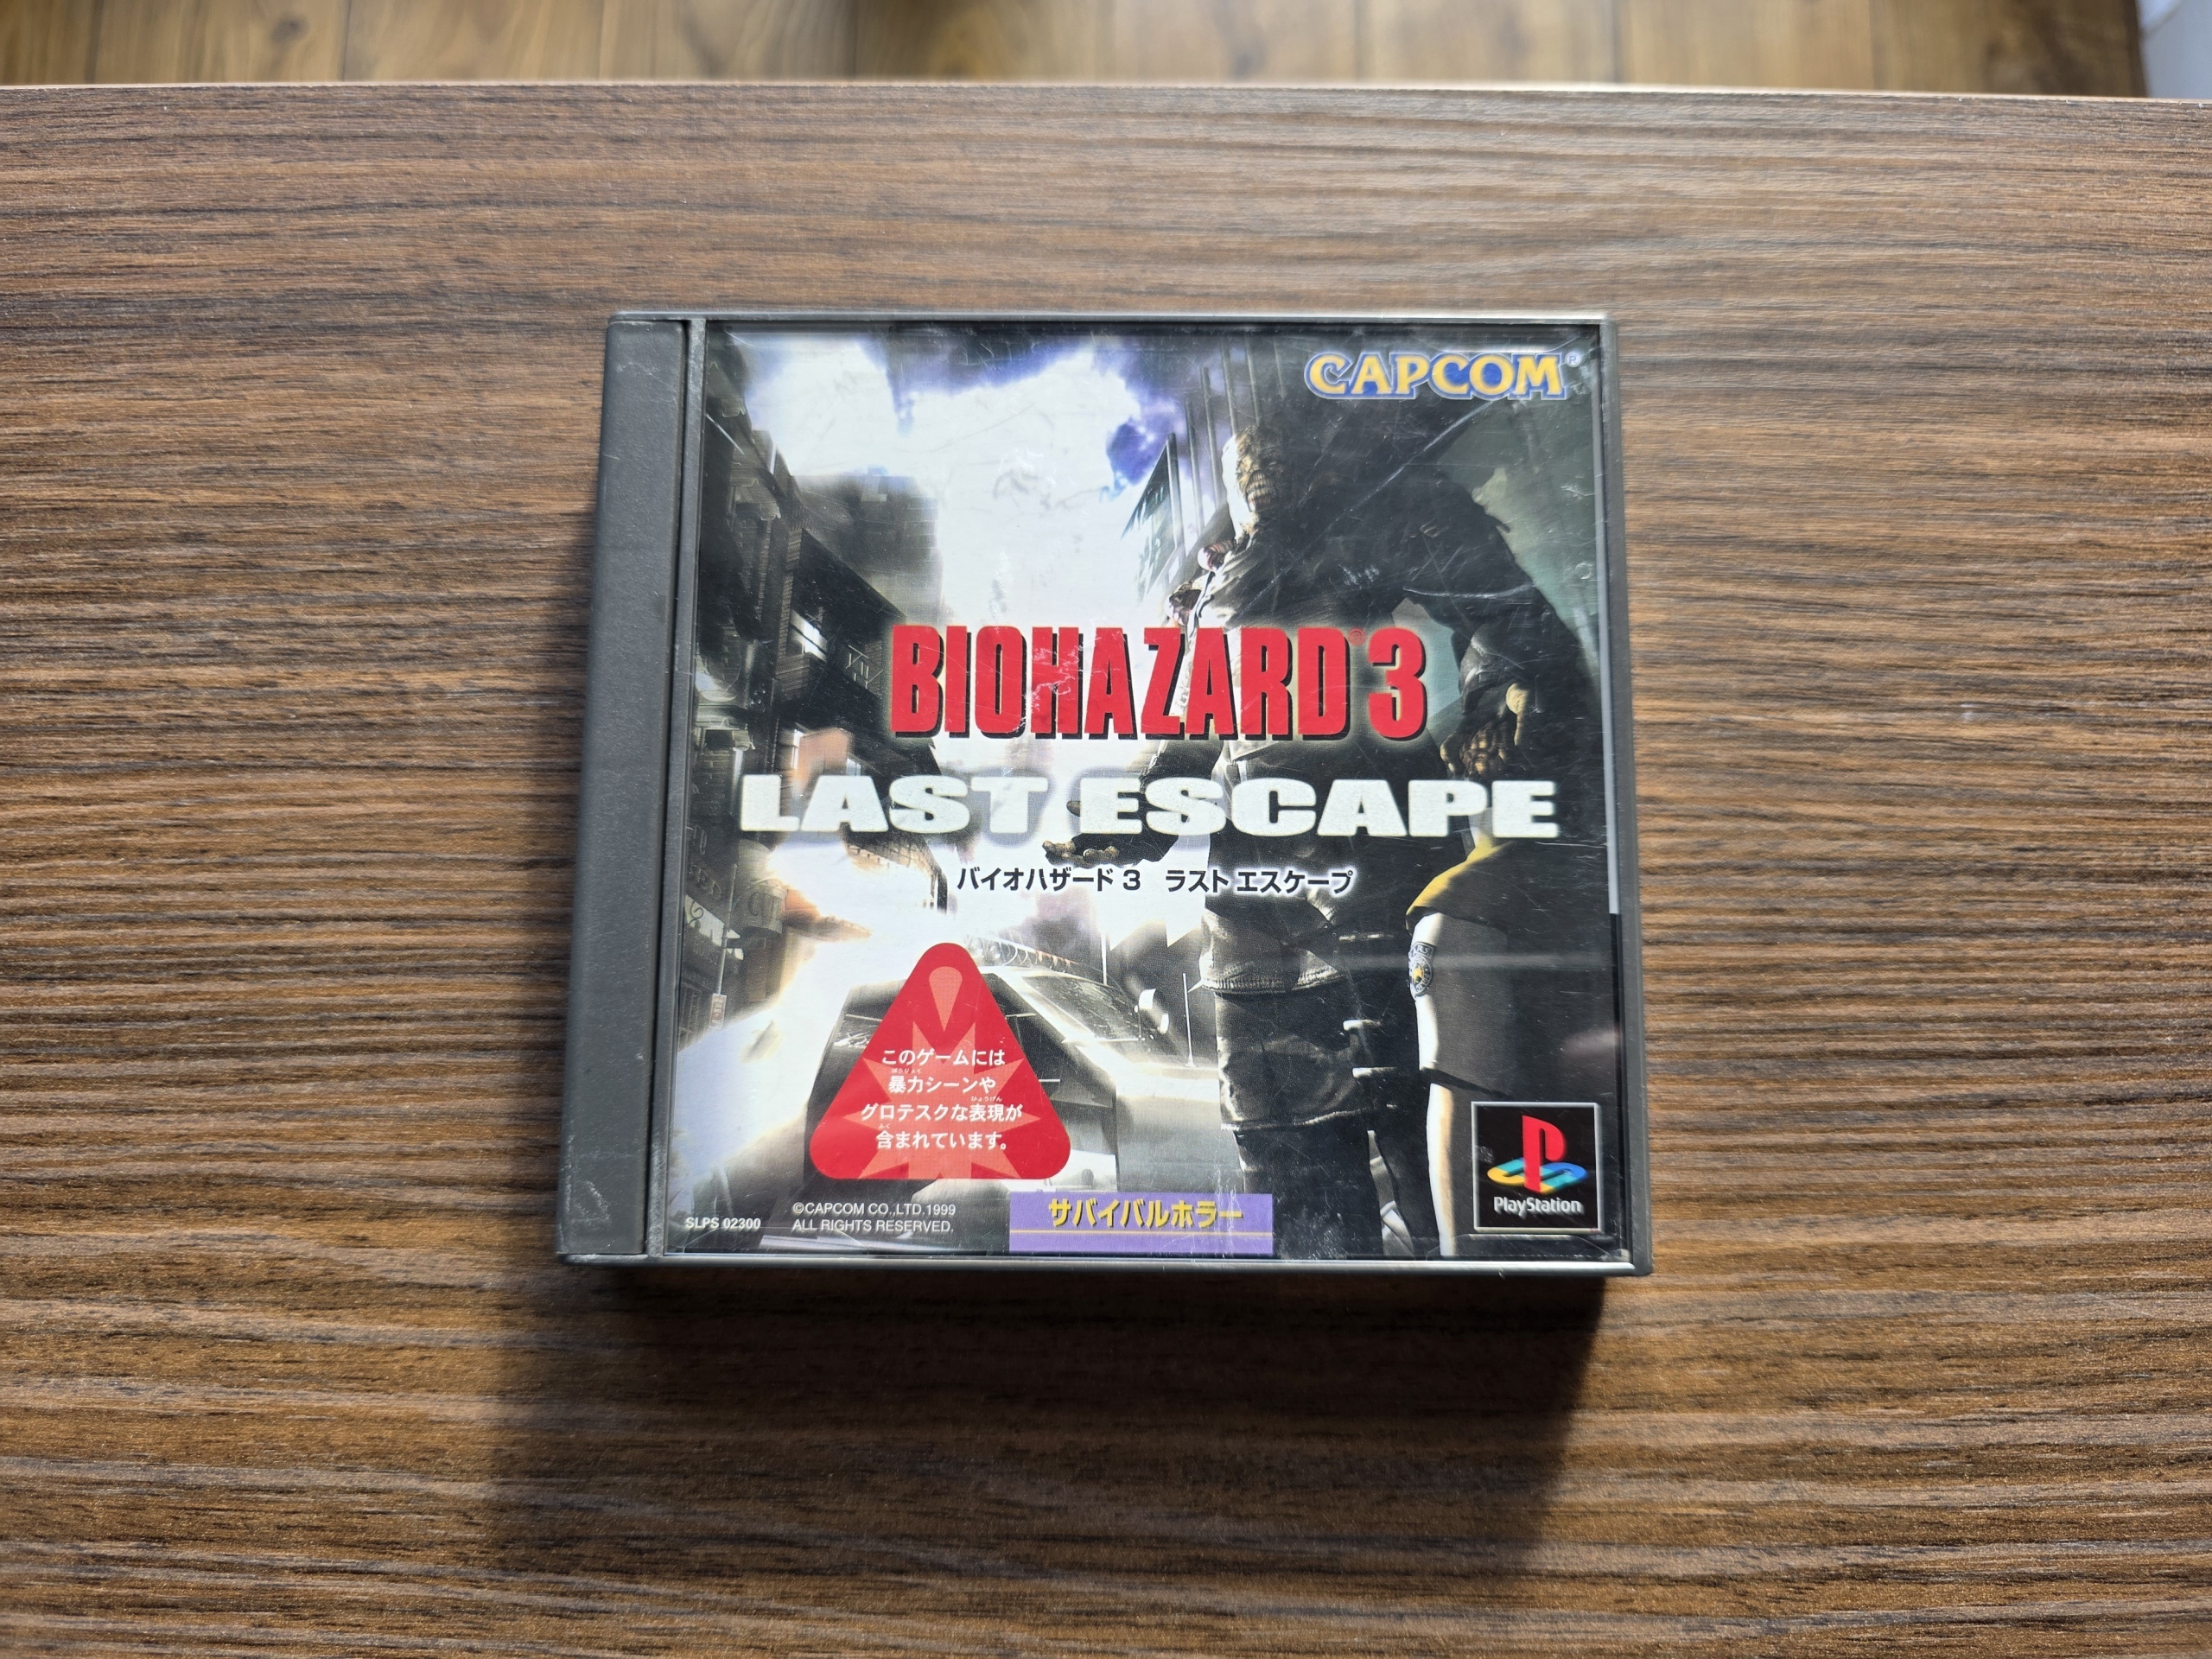 CAPCOM®
BIOHAZARD®3
LAST ESCAPE
バイオハザード3 ラスト エスケープ
このゲームには
暴力シーンや
グロテスクな表現が
含まれています。
SLPS 02300
©CAPCOM CO.,LTD.1999
ALL RIGHTS RESERVED.
サバイバルホラー
PlayStation